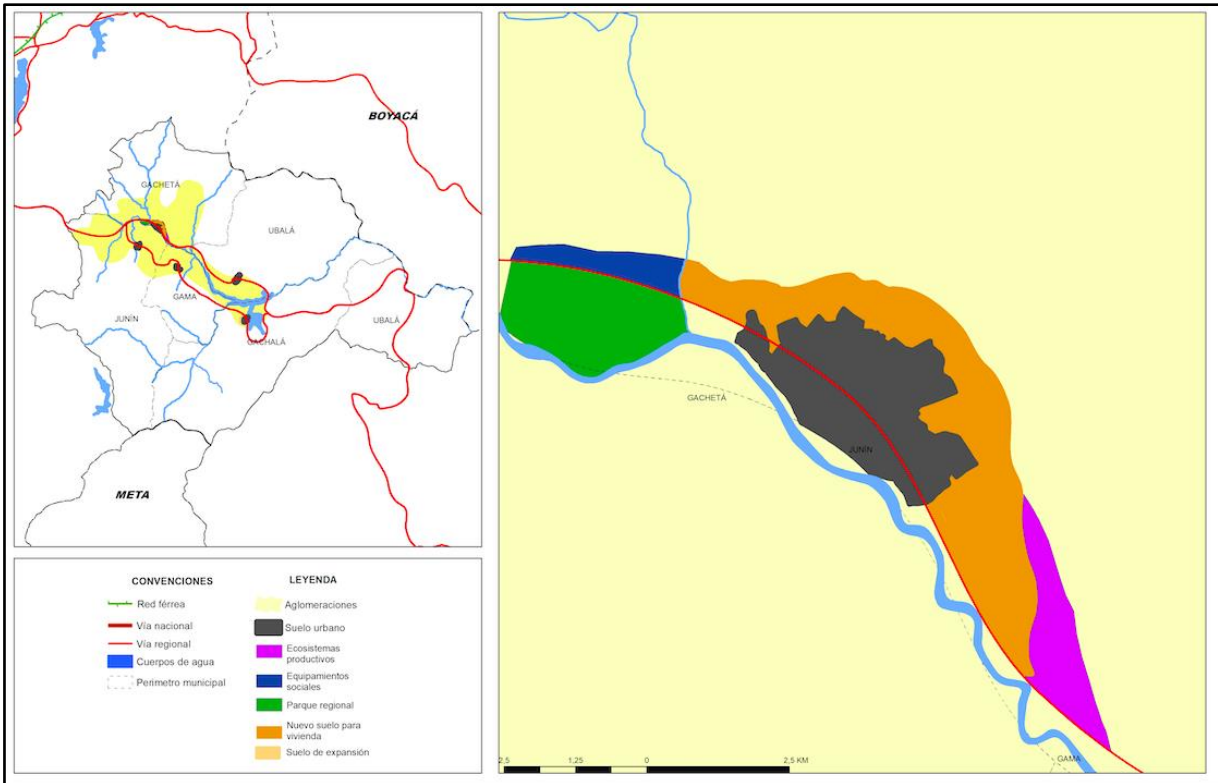 BOYACÁ
GACHETÁ
UBALÁ
GAMA
JUNÍN
UBALÁ
GACHALÁ
META
CONVENCIONES
Red férrea
Vía nacional
Vía regional
Cuerpos de agua
Perimetro municipal
LEYENDA
Aglomeraciones
Suelo urbano
Ecosistemas
productivos
Equipamientos
sociales
Parque regional
Nuevo suelo para
vivienda
Suelo de expansión
GACHETÁ
JUNÍN
GAMA
2,5 1,25 0 2,5 KM